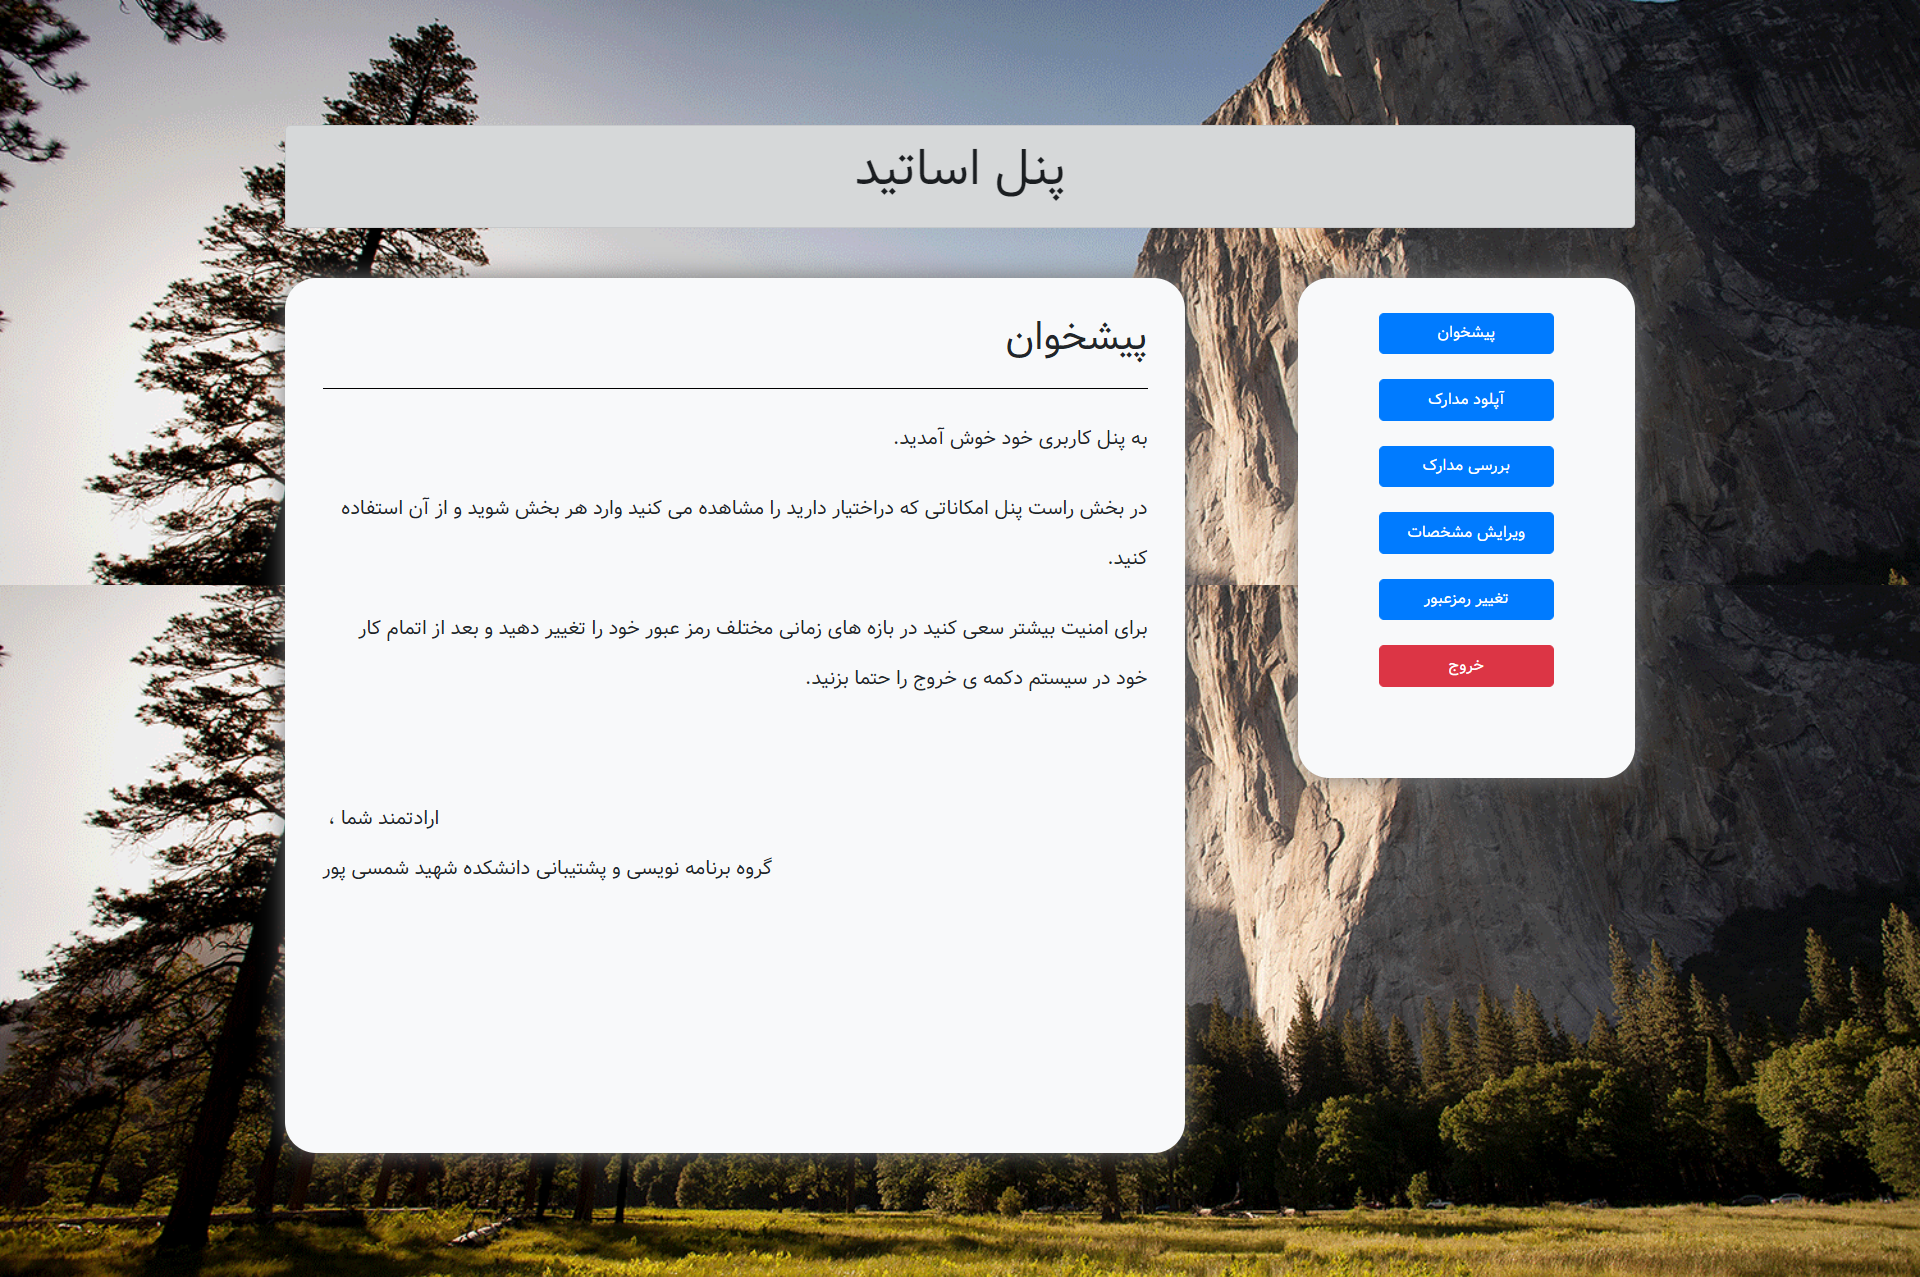 پنل اساتید
پیشخوان
آپلود مدارک
بررسی مدارک
ویرایش مشخصات
تغییر رمزعبور
خروج
پیشخوان
به پنل کاربری خود خوش آمدید.
در بخش راست پنل امکاناتی که دراختیار دارید را مشاهده می کنید وارد هر بخش شوید و از آن استفاده
کنید.
برای امنیت بیشتر سعی کنید در بازه های زمانی مختلف رمز عبور خود را تغییر دهید و بعد از اتمام کار
خود در سیستم دکمه ی خروج را حتما بزنید.
ارادتمند شما ،
گروه برنامه نویسی و پشتیبانی دانشکده شهید شمسی پور